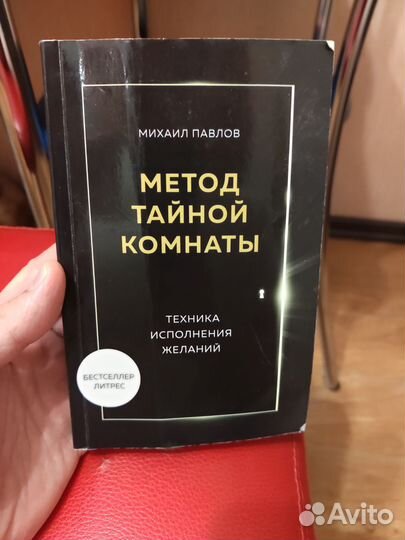 МИХАИЛ ПАВЛОВ
МЕТОД
ТАЙНОЙ
КОМНАТЫ
ТЕХНИКА
ИСПОЛНЕНИЯ
ЖЕЛАНИЙ
БЕСТСЕЛЛЕР
ЛИТРЕС
Avito